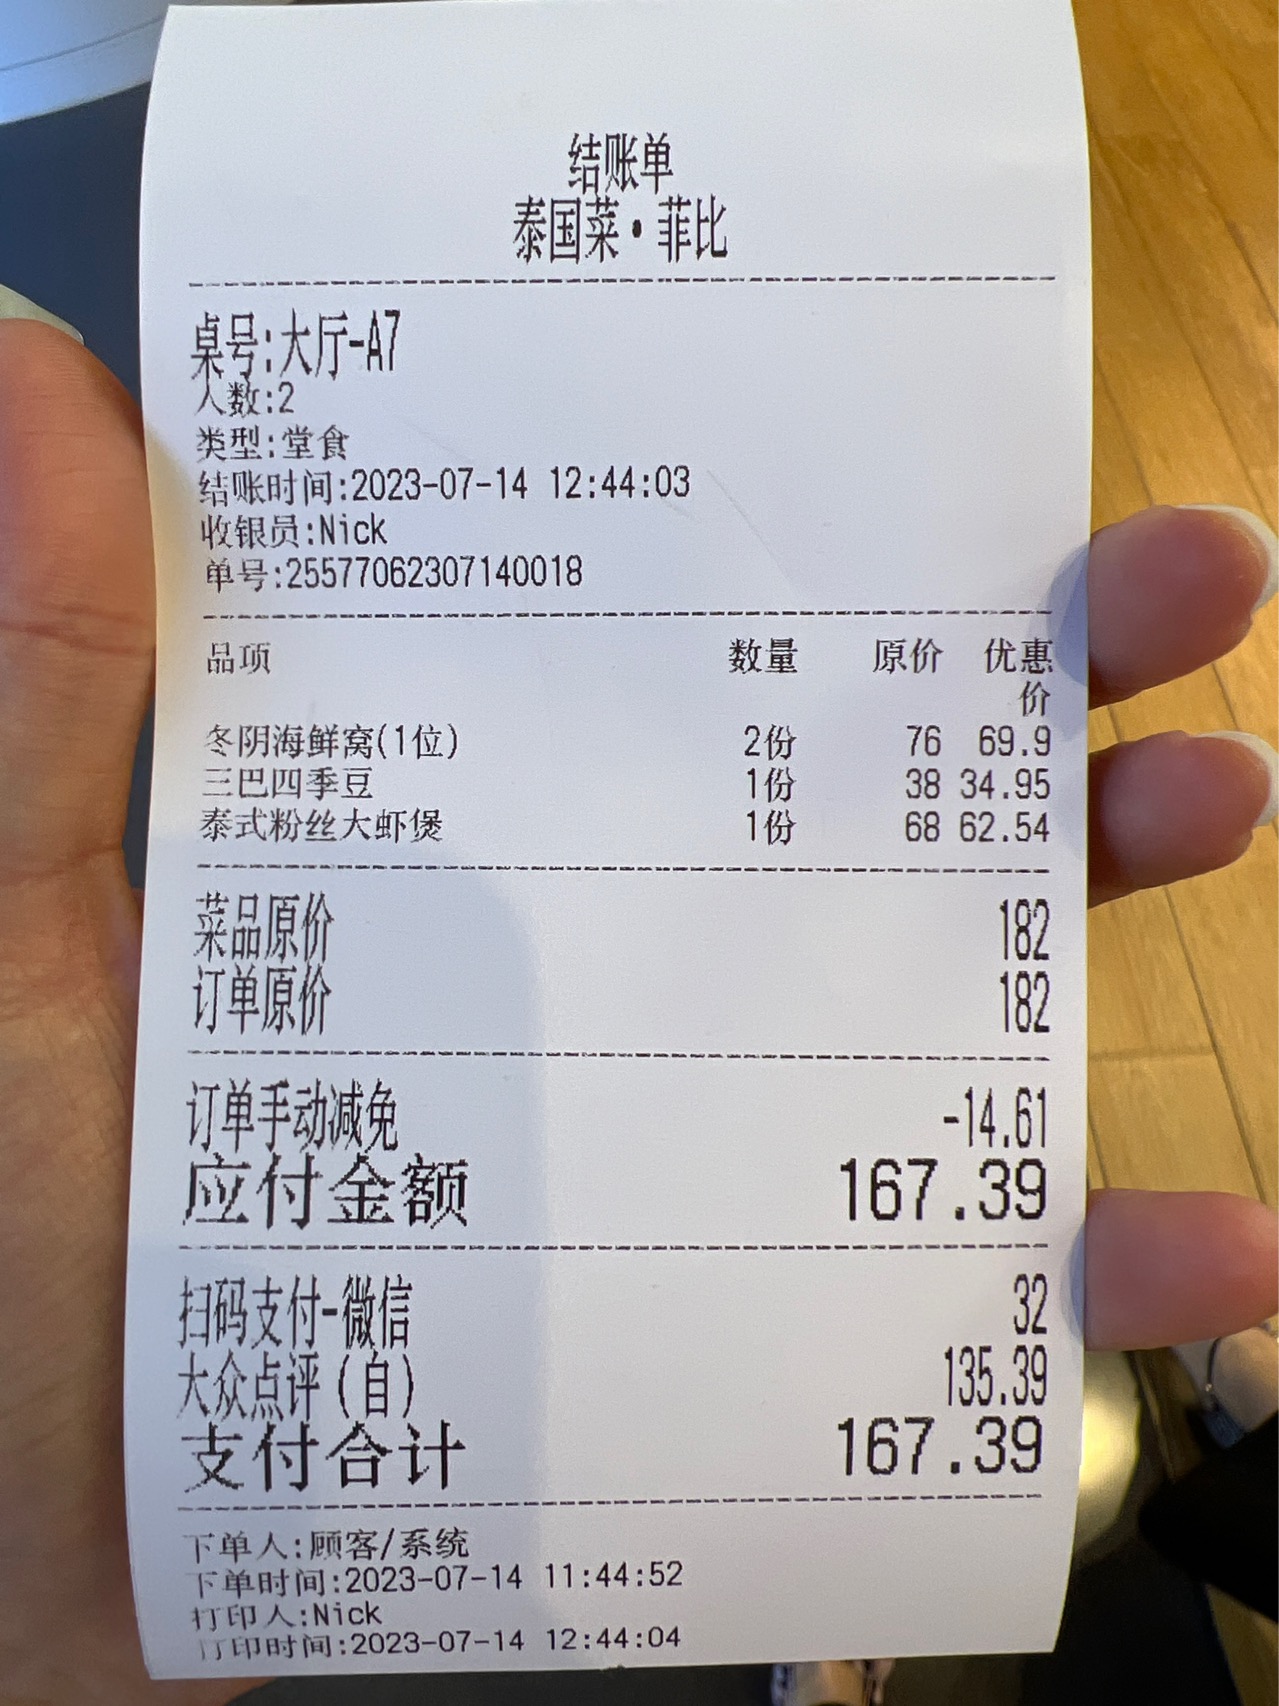 结账单
泰国菜·菲比
桌号:大厅-A7
人数:2
类型:堂食
结账时间:2023-07-14 12:44:03
收银员:Nick
单号:25577062307140018
品项 数量 原价 优惠
价
冬阴海鲜窝(1位) 2份 76 69.9
三巴四季豆 1份 38 34.95
泰式粉丝大虾煲 1份 68 62.54
菜品原价 182
订单原价 182
订单手动减免 -14.61
应付金额 167.39
扫码支付-微信 32
大众点评(自) 135.39
支付合计 167.39
下单人:顾客/系统
下单时间:2023-07-14 11:44:52
打印人:Nick
打印时间:2023-07-14 12:44:04